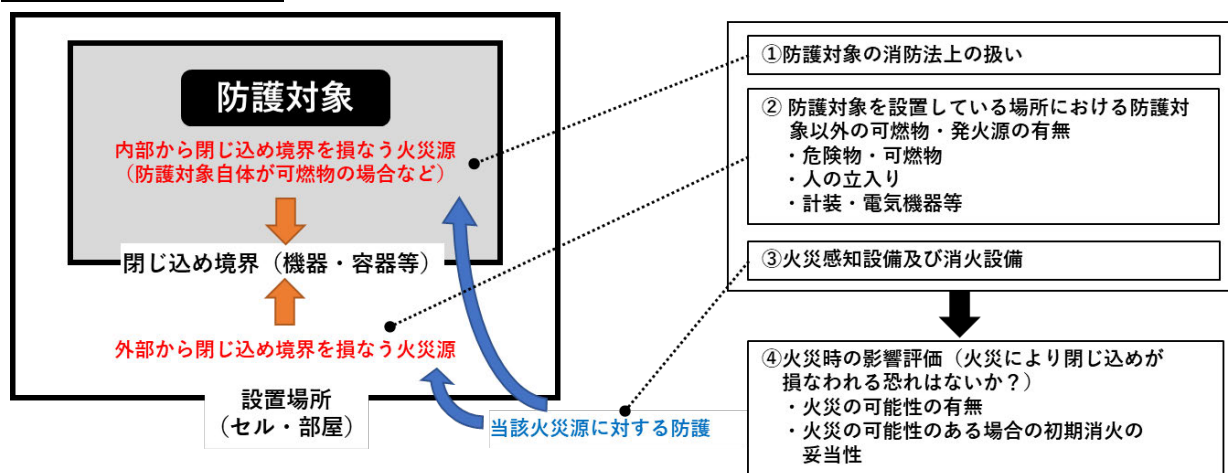 防護対象
内部から閉じ込め境界を損なう火災源
（防護対象自体が可燃物の場合など）
閉じ込め境界（機器・容器等）
外部から閉じ込め境界を損なう火災源
設置場所
（セル・部屋）
当該火災源に対する防護
①防護対象の消防法上の扱い
② 防護対象を設置している場所における防護対
象以外の可燃物・発火源の有無
・危険物・可燃物
・人の立入り
・計装・電気機器等
③火災感知設備及び消火設備
④火災時の影響評価（火災により閉じ込めが
損なわれる恐れはないか？）
・火災の可能性の有無
・火災の可能性のある場合の初期消火の
妥当性